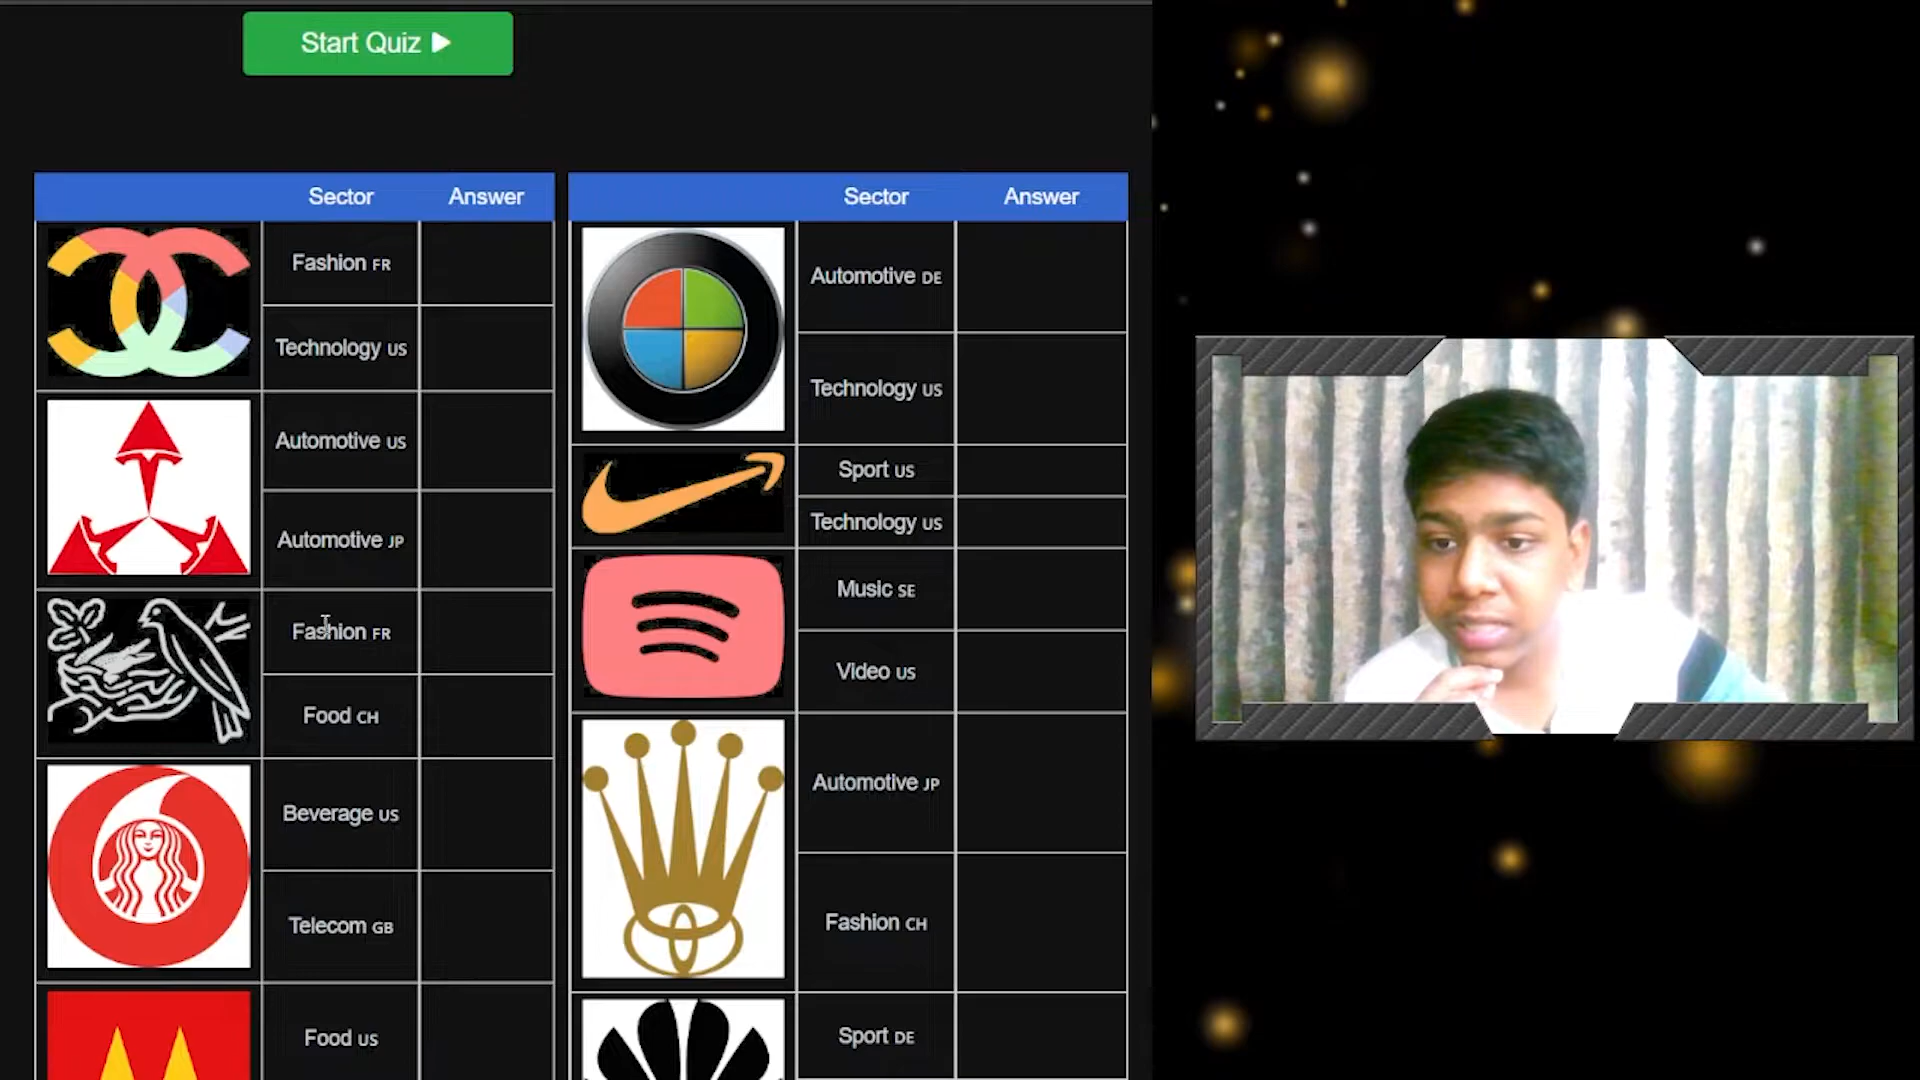 Start Quiz
Sector Answer
Fashion FR
Technology US
Automotive US
Automotive JP
Fashion FR
Food CH
Beverage US
Telecom GB
Food US
Sector Answer
Automotive DE
Technology US
Sport US
Technology US
Music SE
Video US
Automotive JP
Fashion CH
Sport DE